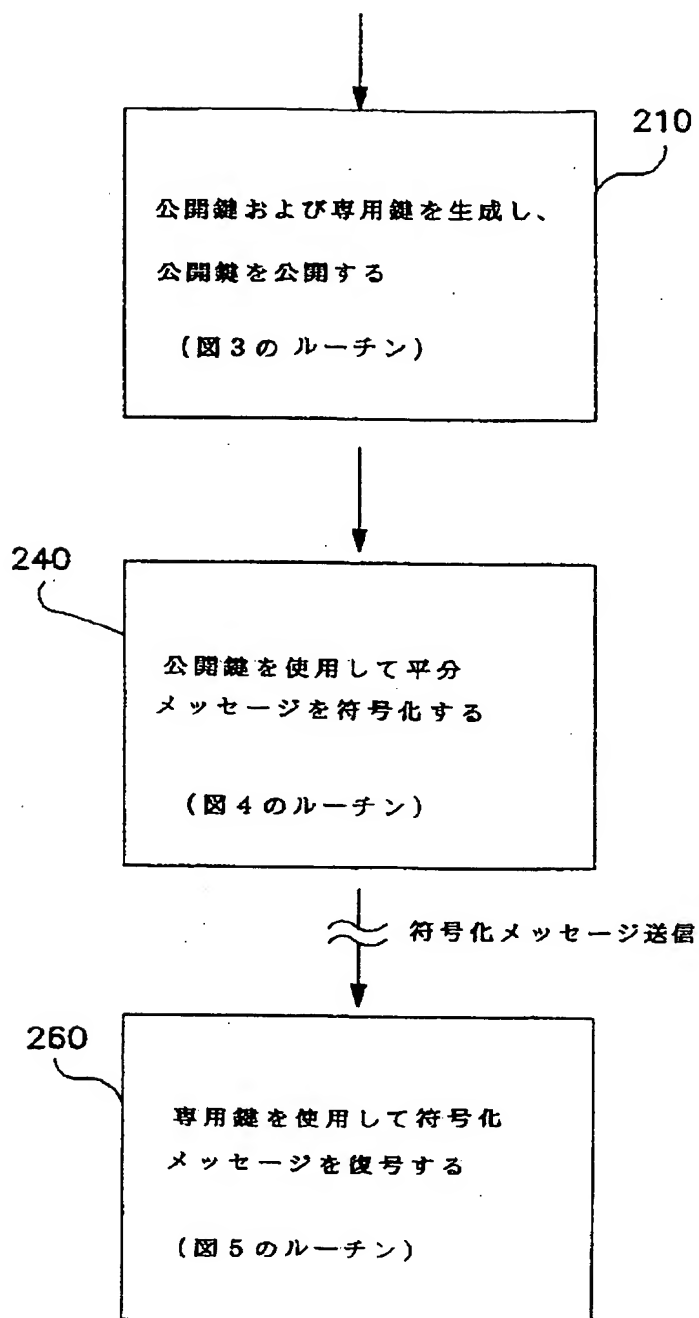 210
公開鍵および専用鍵を生成し、
公開鍵を公開する
(図3のルーチン)
240
公開鍵を使用して平分
メッセージを符号化する
(図4のルーチン)
符号化メッセージ送信
260
専用鍵を使用して符号化
メッセージを復号する
(図5のルーチン)